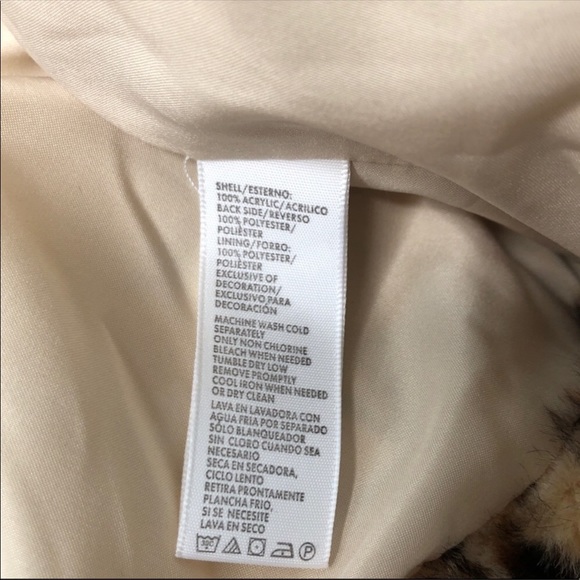 SHELL/ESTERNO:
100% ACRYLIC/ACRILICO
BACK SIDE/REVERSO
100% POLYESTER/
POLIÉSTER
LINING/FORRO:
100% POLYESTER/
POLIÉSTER
EXCLUSIVE OF
DECORATION/
EXCLUSIVO PARA
DECORACIÓN
MACHINE WASH COLD
SEPARATELY
ONLY NON CHLORINE
BLEACH WHEN NEEDED
TUMBLE DRY LOW
REMOVE PROMPTLY
COOL IRON WHEN NEEDED
OR DRY CLEAN
LAVA EN LAVADORA CON
AGUA FRIA POR SEPARADO
SÓLO BLANQUEADOR
SIN CLORO CUANDO SEA
NECESARIO
SECA EN SECADORA,
CICLO LENTO
RETIRA PRONTAMENTE
PLANCHA FRIO,
SI SE NECESITE
LAVA EN SECO
30C P